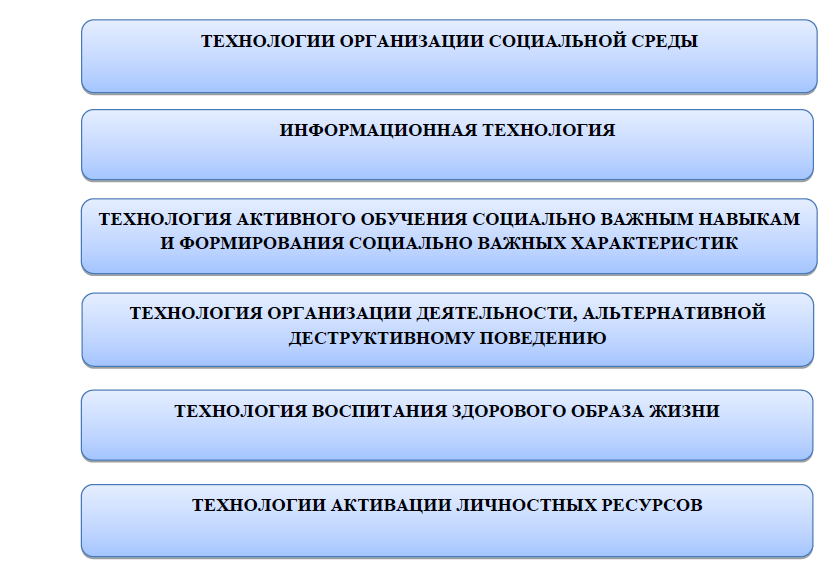 ТЕХНОЛОГИИ ОРГАНИЗАЦИИ СОЦИАЛЬНОЙ СРЕДЫ
ИНФОРМАЦИОННАЯ ТЕХНОЛОГИЯ
ТЕХНОЛОГИЯ АКТИВНОГО ОБУЧЕНИЯ СОЦИАЛЬНО ВАЖНЫМ НАВЫКАМ
И ФОРМИРОВАНИЯ СОЦИАЛЬНО ВАЖНЫХ ХАРАКТЕРИСТИК
ТЕХНОЛОГИЯ ОРГАНИЗАЦИИ ДЕЯТЕЛЬНОСТИ, АЛЬТЕРНАТИВНОЙ
ДЕСТРУКТИВНОМУ ПОВЕДЕНИЮ
ТЕХНОЛОГИЯ ВОСПИТАНИЯ ЗДОРОВОГО ОБРАЗА ЖИЗНИ
ТЕХНОЛОГИИ АКТИВАЦИИ ЛИЧНОСТНЫХ РЕСУРСОВ